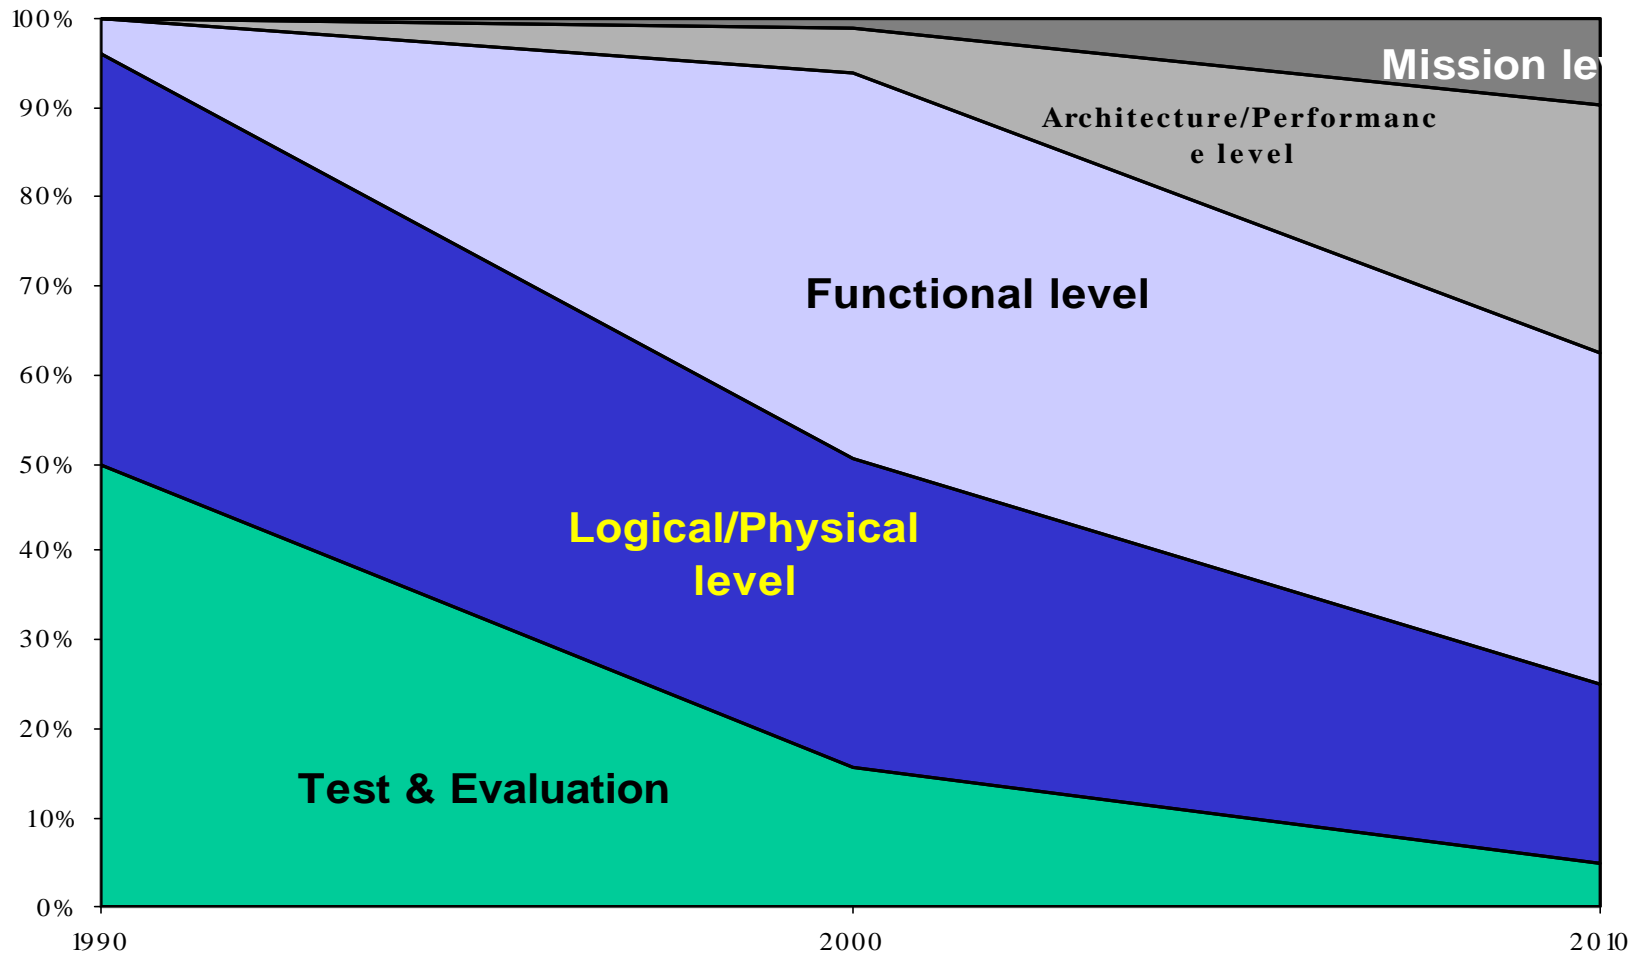 100%
Mission le
90%
Architecture/Performanc
e level
80%
70%
Functional level
60%
50%
Logical/Physical
level
40%
30%
20%
Test & Evaluation
10%
0%
1990 2000 2010